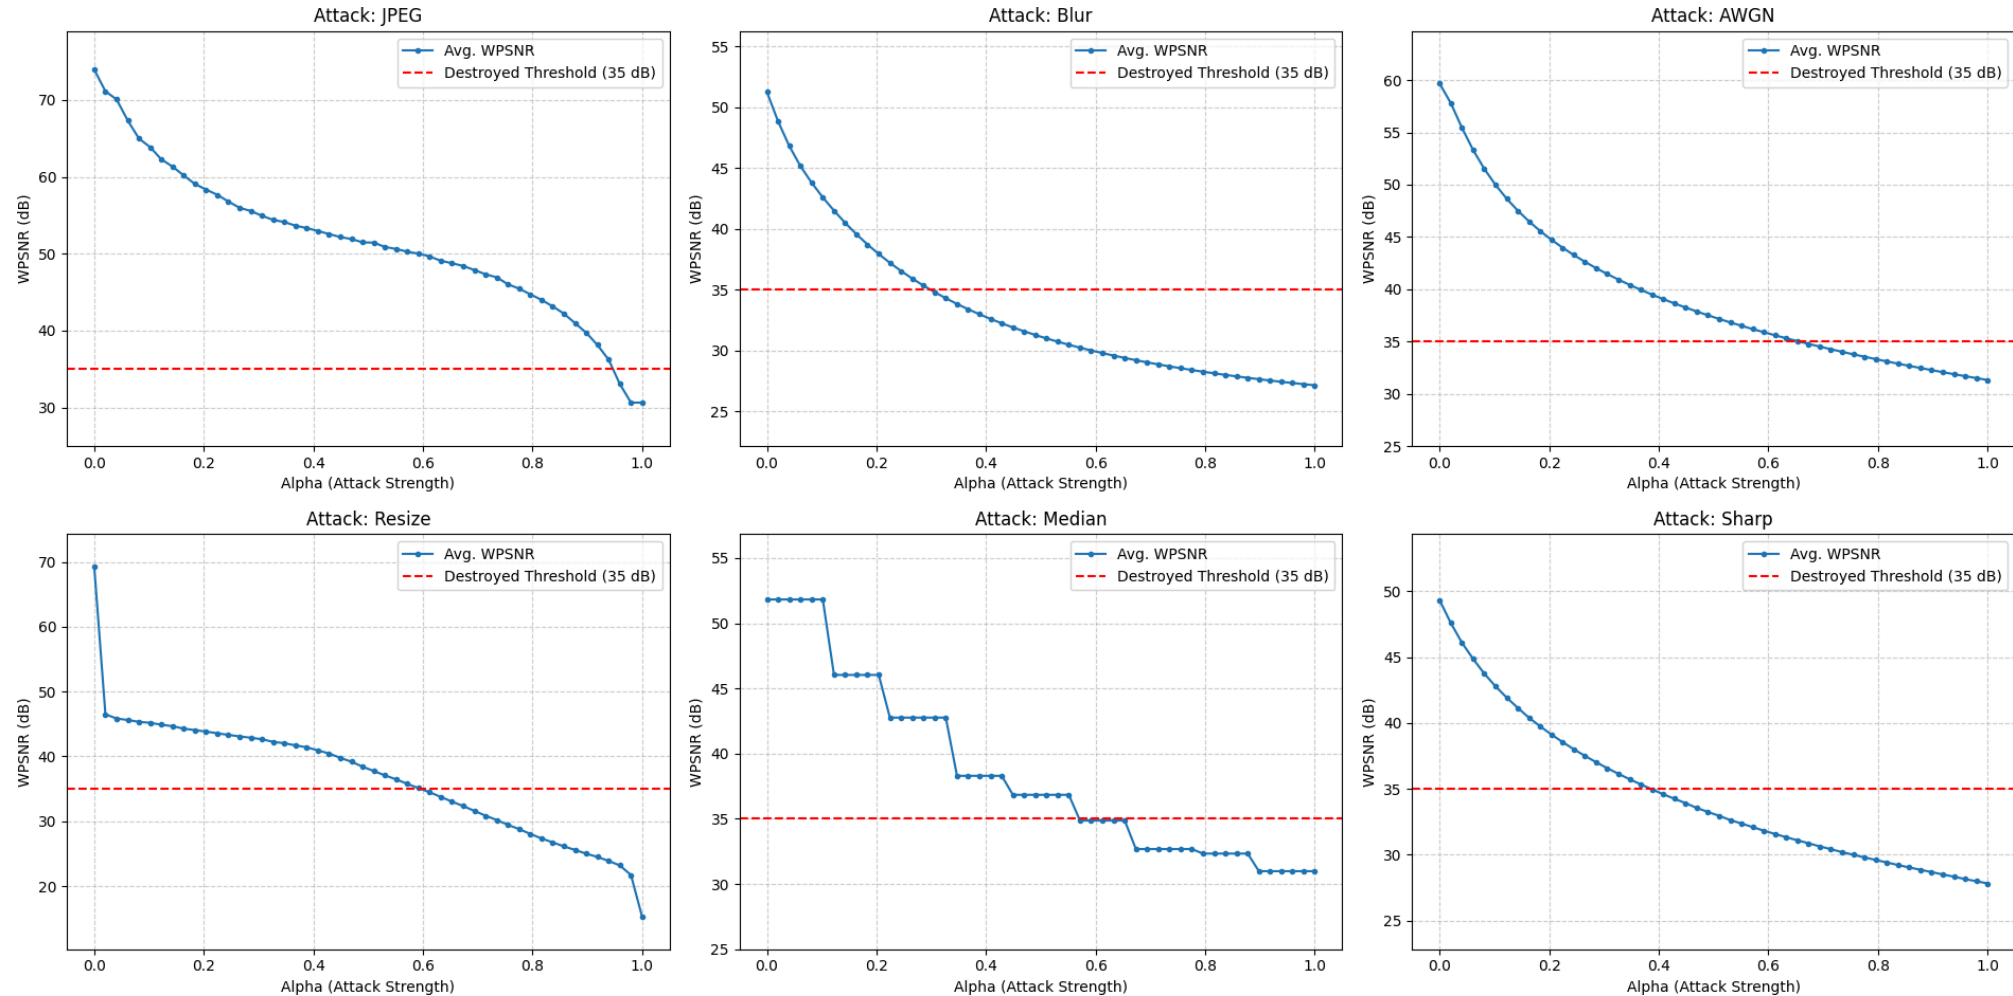 Attack: JPEG
Avg. WPSNR
Destroyed Threshold (35 dB)
WPSNR (dB)
70
60
50
40
30
0.0 0.2 0.4 0.6 0.8 1.0
Alpha (Attack Strength)
Attack: Blur
Avg. WPSNR
Destroyed Threshold (35 dB)
WPSNR (dB)
55
50
45
40
35
30
25
0.0 0.2 0.4 0.6 0.8 1.0
Alpha (Attack Strength)
Attack: AWGN
Avg. WPSNR
Destroyed Threshold (35 dB)
WPSNR (dB)
60
55
50
45
40
35
30
25
0.0 0.2 0.4 0.6 0.8 1.0
Alpha (Attack Strength)
Attack: Resize
Avg. WPSNR
Destroyed Threshold (35 dB)
WPSNR (dB)
70
60
50
40
30
20
0.0 0.2 0.4 0.6 0.8 1.0
Alpha (Attack Strength)
Attack: Median
Avg. WPSNR
Destroyed Threshold (35 dB)
WPSNR (dB)
55
50
45
40
35
30
25
0.0 0.2 0.4 0.6 0.8 1.0
Alpha (Attack Strength)
Attack: Sharp
Avg. WPSNR
Destroyed Threshold (35 dB)
WPSNR (dB)
50
45
40
35
30
25
0.0 0.2 0.4 0.6 0.8 1.0
Alpha (Attack Strength)